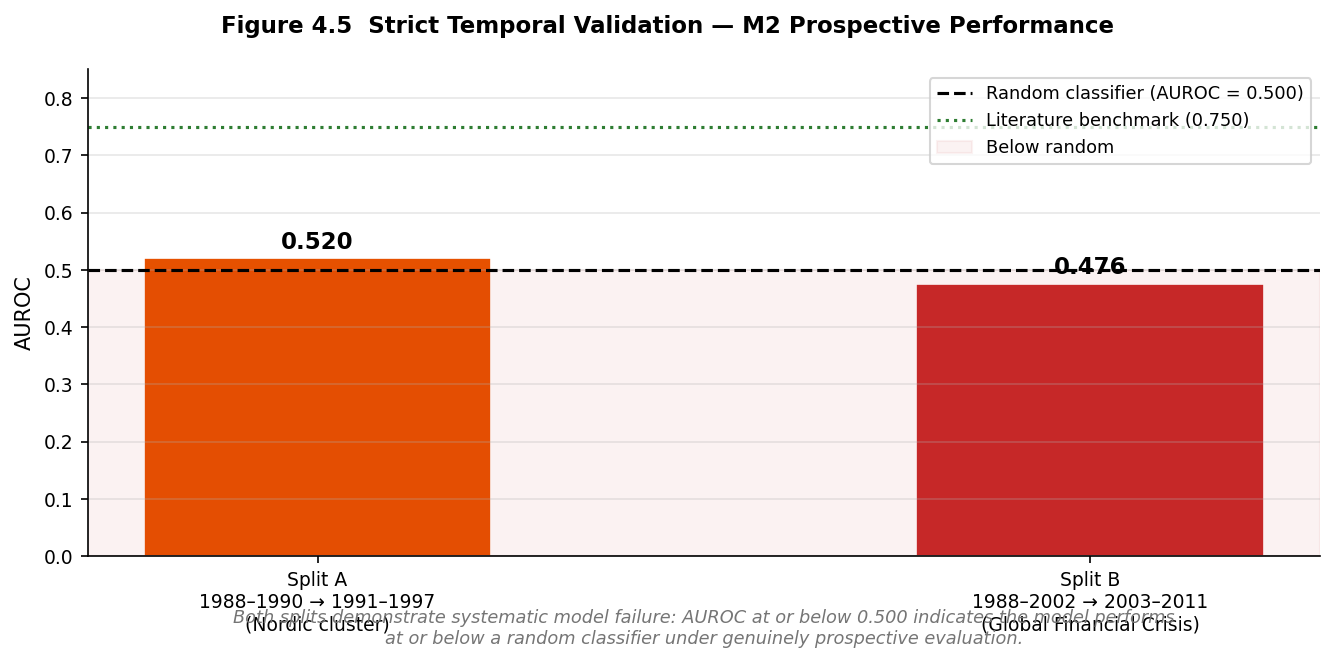 Figure 4.5  Strict Temporal Validation — M2 Prospective Performance
AUROC
0.8
0.7
0.6
0.5
0.4
0.3
0.2
0.1
0.0
Random classifier (AUROC = 0.500)
Literature benchmark (0.750)
Below random
0.520
0.476
Split A
1988–1990 → 1991–1997
(Nordic cluster)
Split B
1988–2002 → 2003–2011
(Global Financial Crisis)
Both splits demonstrate systematic model failure: AUROC at or below 0.500 indicates the model performs
at or below a random classifier under genuinely prospective evaluation.